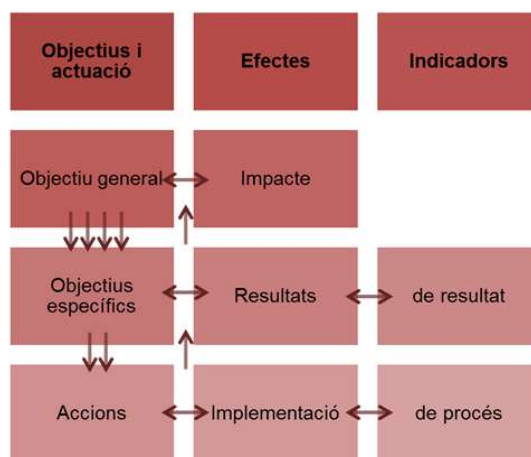 Objectius i
actuació
Efectes
Indicadors
Objectiu general
Impacte
Objectius
específics
Resultats
de resultat
Accions
Implementació
de procés